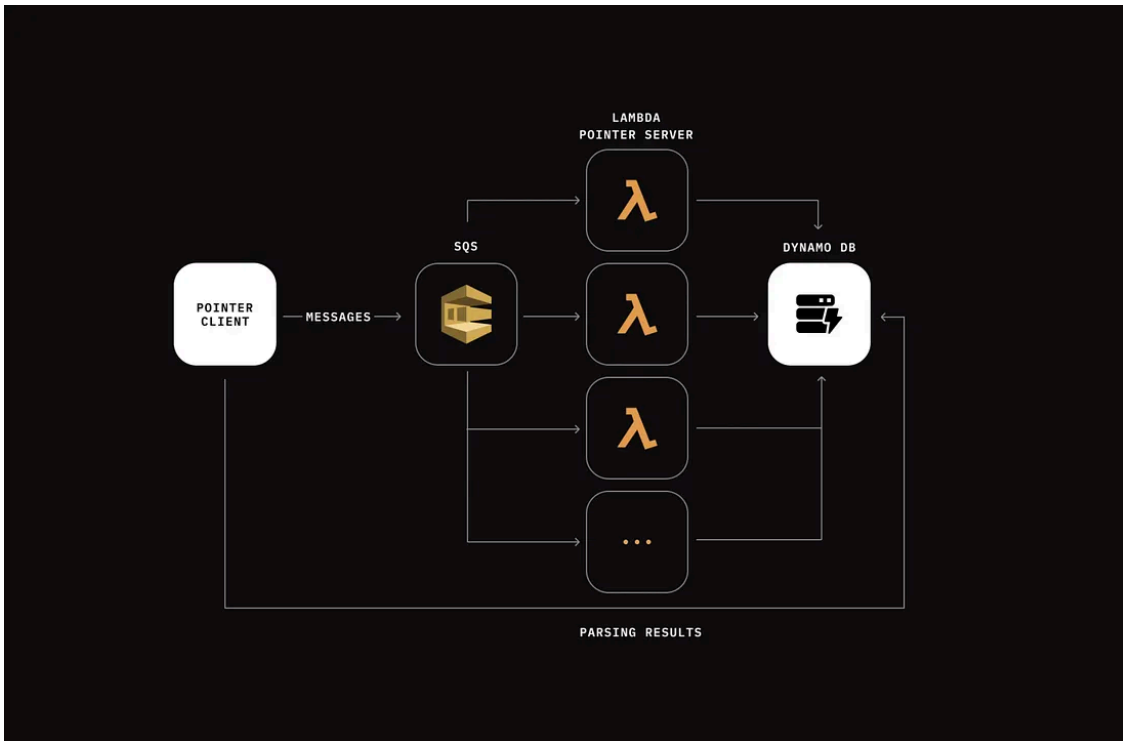 LAMBDA
POINTER SERVER
SQS
DYNAMO DB
POINTER
CLIENT
MESSAGES
PARSING RESULTS